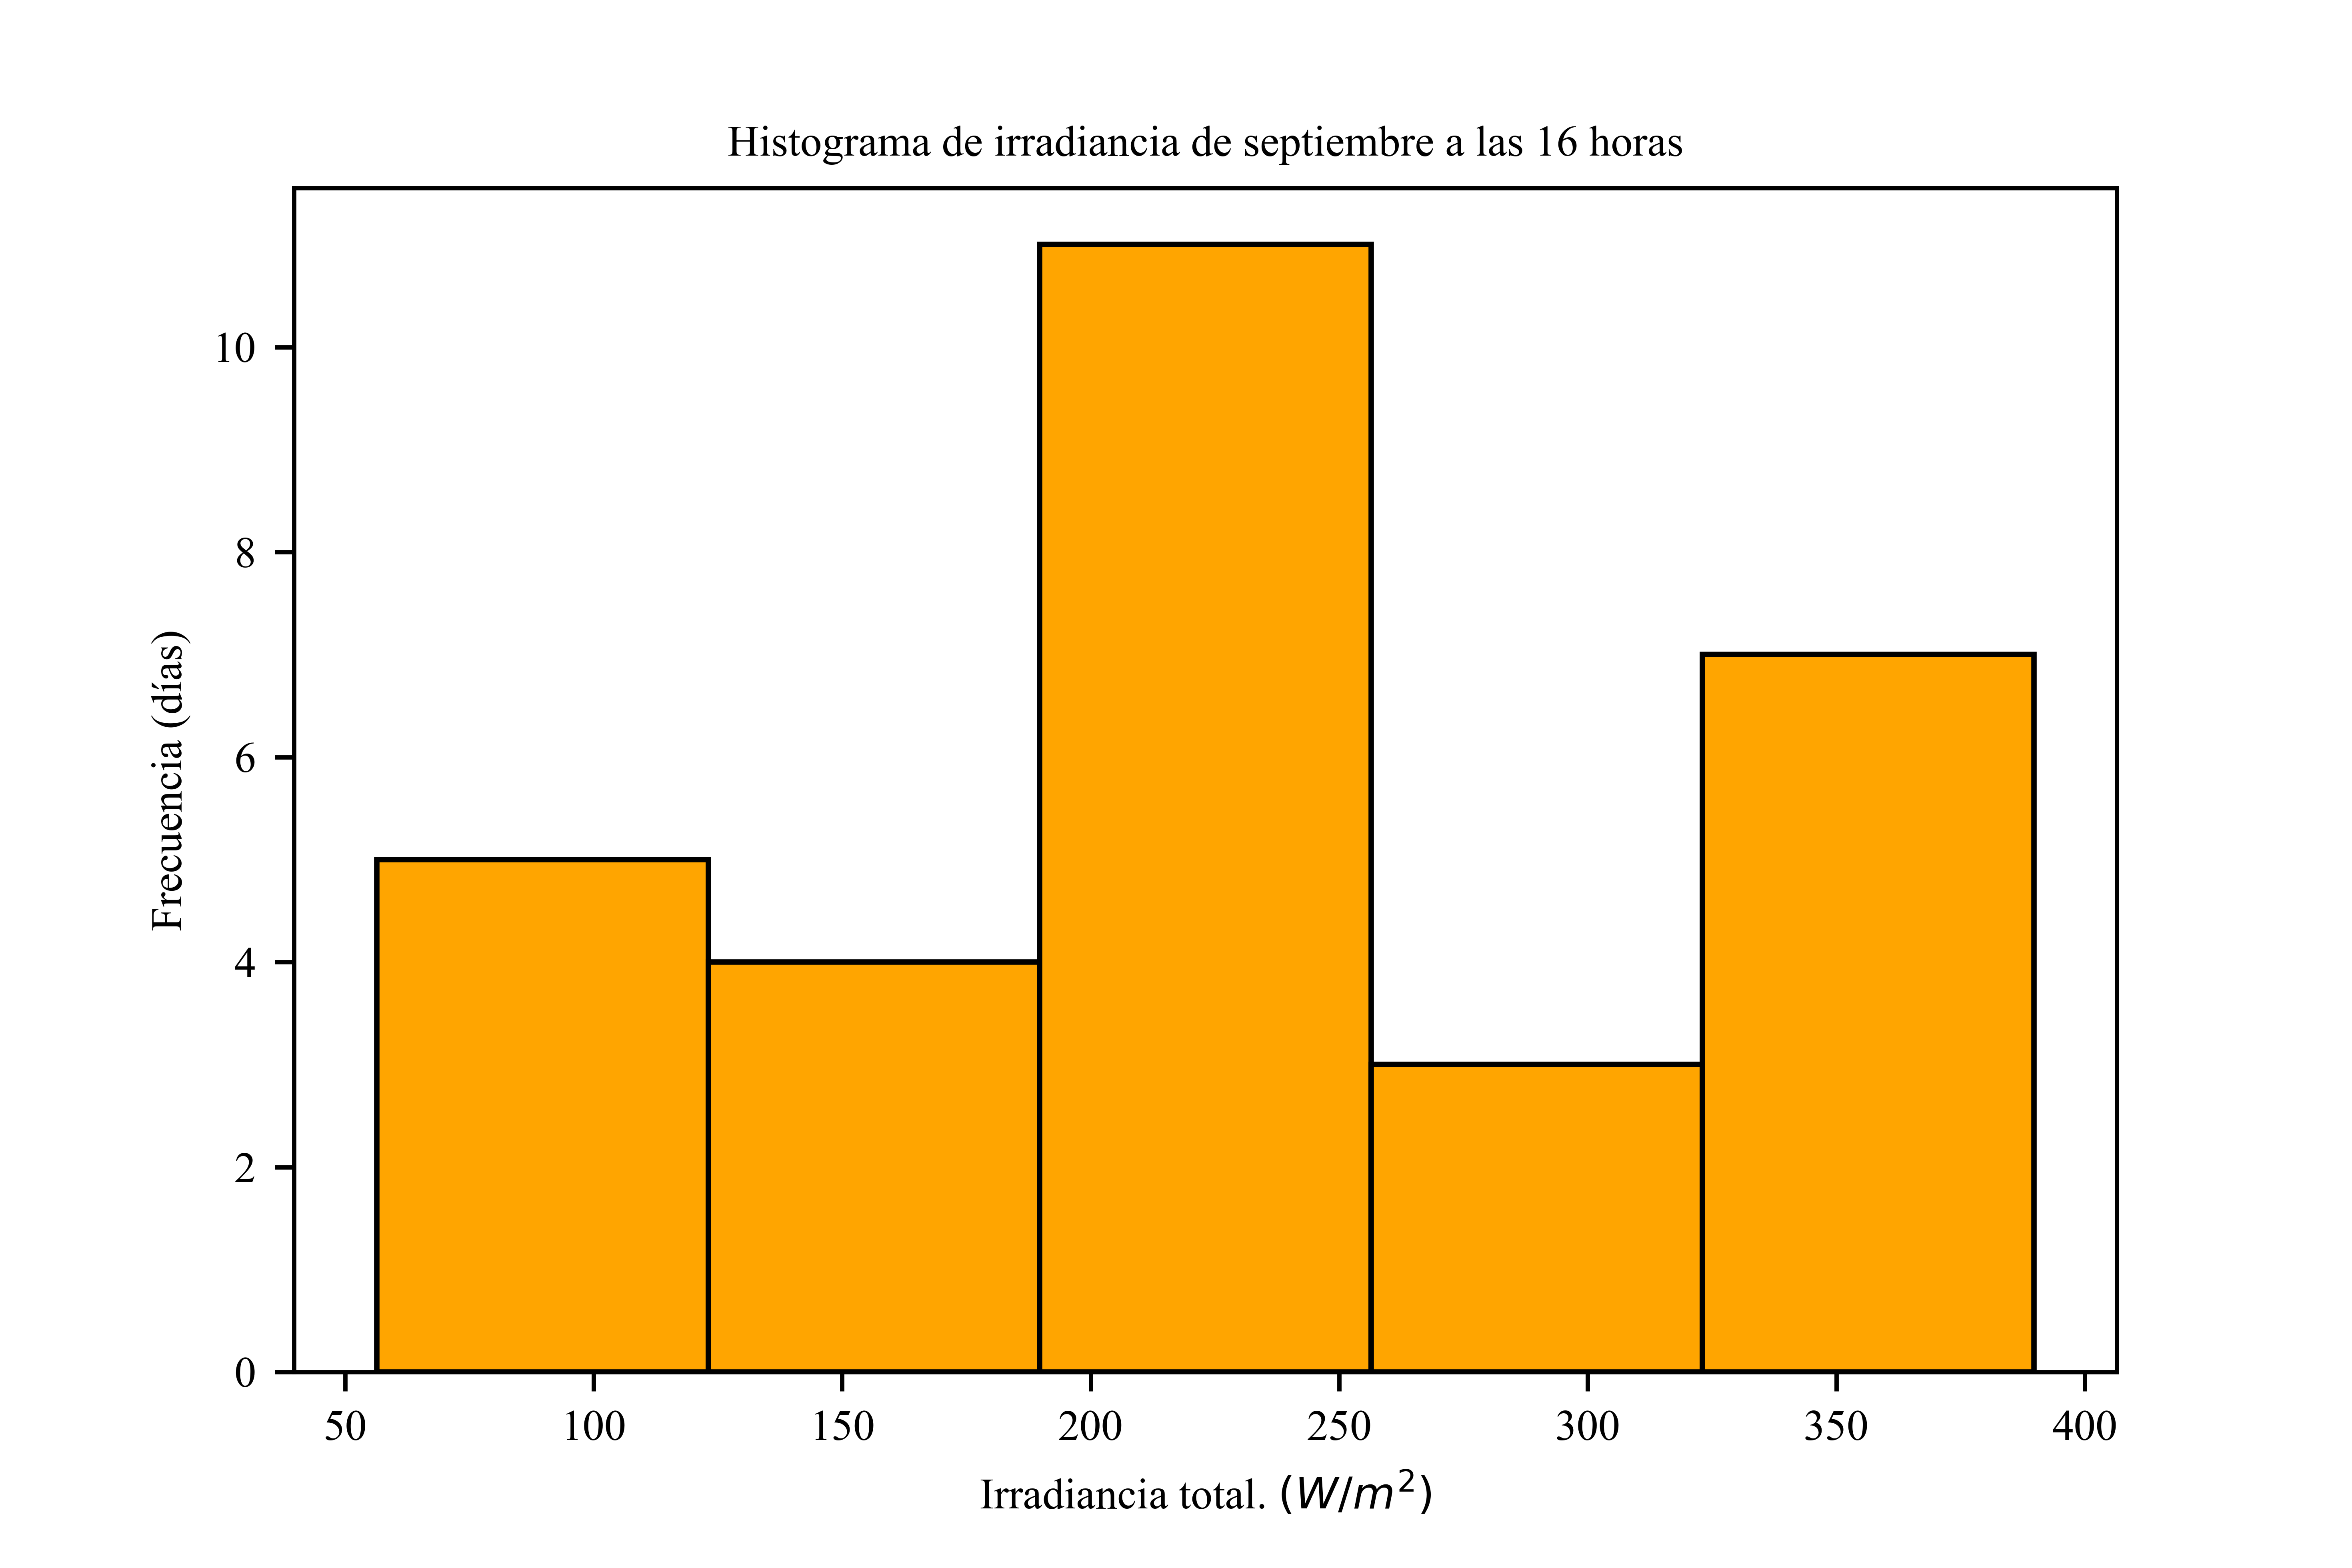 Histograma de irradiancia de septiembre a las 16 horas
Frecuencia (días)
10
8
6
4
2
0
50 100 150 200 250 300 350 400
Irradiancia total. (W/m²)